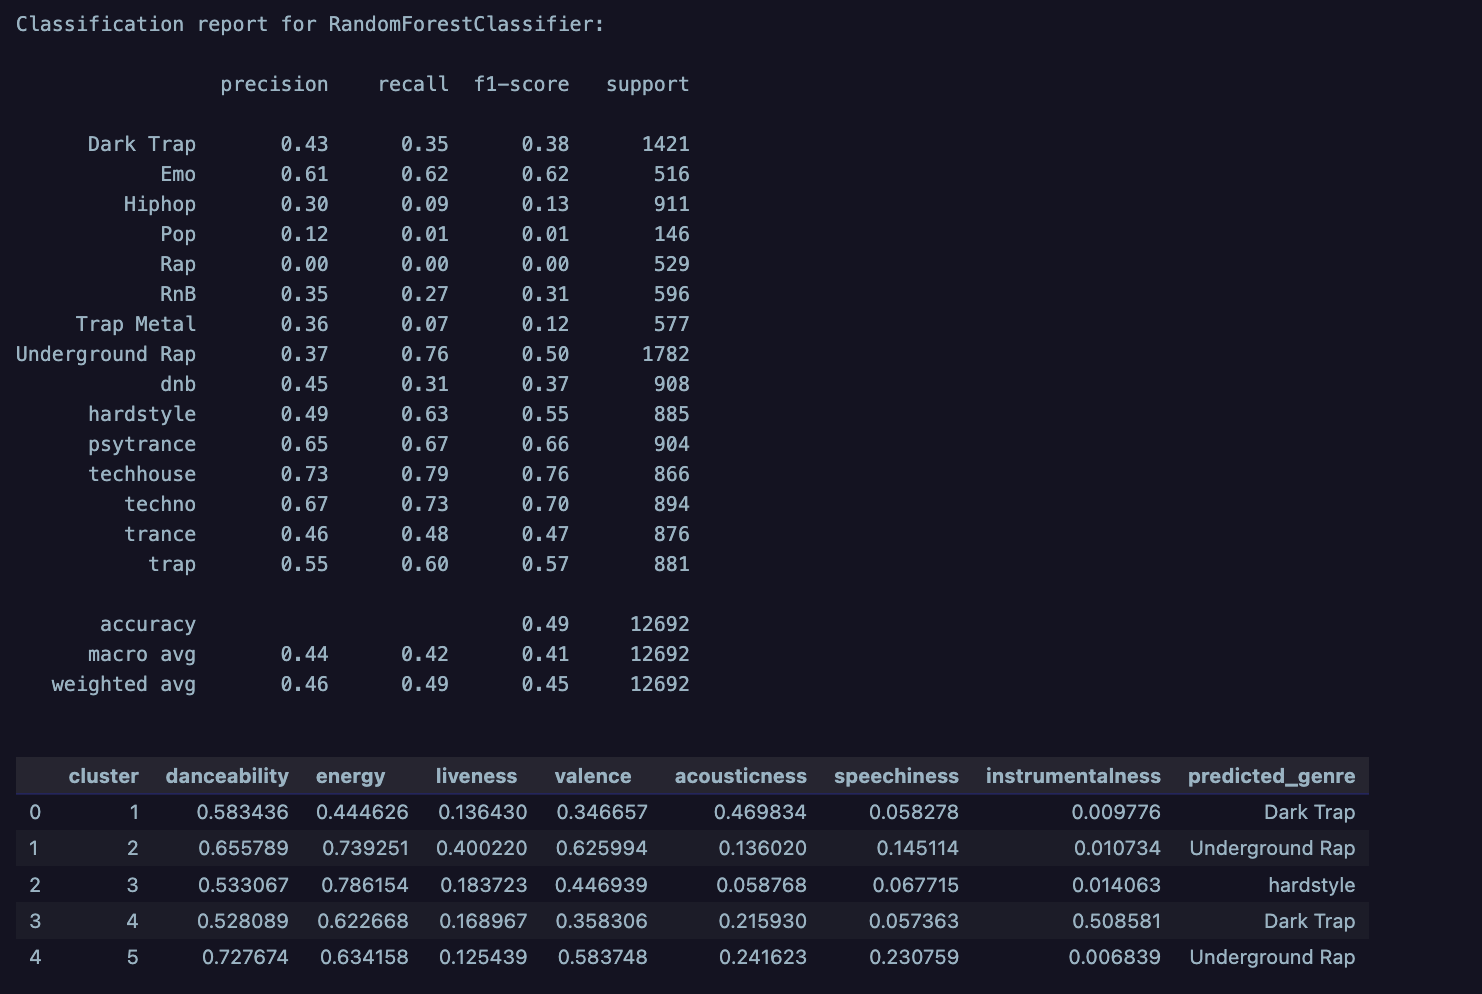 Classification report for RandomForestClassifier:
precision recall f1-score support
Dark Trap 0.43 0.35 0.38 1421
Emo 0.61 0.62 0.62 516
Hiphop 0.30 0.09 0.13 911
Pop 0.12 0.01 0.01 146
Rap 0.00 0.00 0.00 529
RnB 0.35 0.27 0.31 596
Trap Metal 0.36 0.07 0.12 577
Underground Rap 0.37 0.76 0.50 1782
dnb 0.45 0.31 0.37 908
hardstyle 0.49 0.63 0.55 885
psytrance 0.65 0.67 0.66 904
techhouse 0.73 0.79 0.76 866
techno 0.67 0.73 0.70 894
trance 0.46 0.48 0.47 876
trap 0.55 0.60 0.57 881
accuracy 0.49 12692
macro avg 0.44 0.42 0.41 12692
weighted avg 0.46 0.49 0.45 12692
cluster danceability energy liveness valence acousticness speechiness instrumentalness predicted_genre
0 1 0.583436 0.444626 0.136430 0.346657 0.469834 0.058278 0.009776 Dark Trap
1 2 0.655789 0.739251 0.400220 0.625994 0.136020 0.145114 0.010734 Underground Rap
2 3 0.533067 0.786154 0.183723 0.446939 0.058768 0.067715 0.014063 hardstyle
3 4 0.528089 0.622668 0.168967 0.358306 0.215930 0.057363 0.508581 Dark Trap
4 5 0.727674 0.634158 0.125439 0.583748 0.241623 0.230759 0.006839 Underground Rap